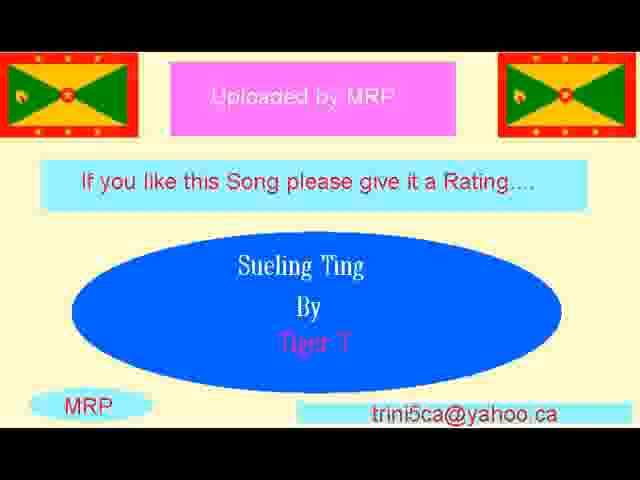 Uploaded by MRP
If you like this Song please give it a Rating....
Sueling Ting
By
Tiger T
MRP
trini5ca@yahoo.ca